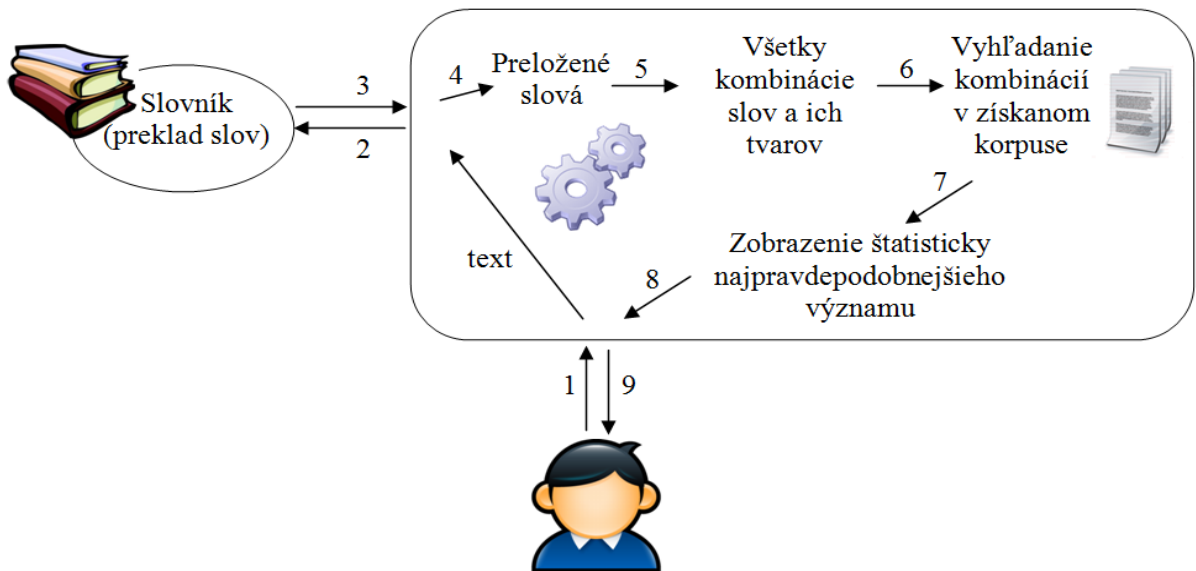 Slovník
(preklad slov)
3
2
4
Preložené
slová
5
Všetky
kombinácie
slov a ich
tvarov
6
Vyhľadanie
kombinácií
v získanom
korpuse
7
Zobrazenie štatisticky
najpravdepodobnejšieho
významu
8
text
1
9